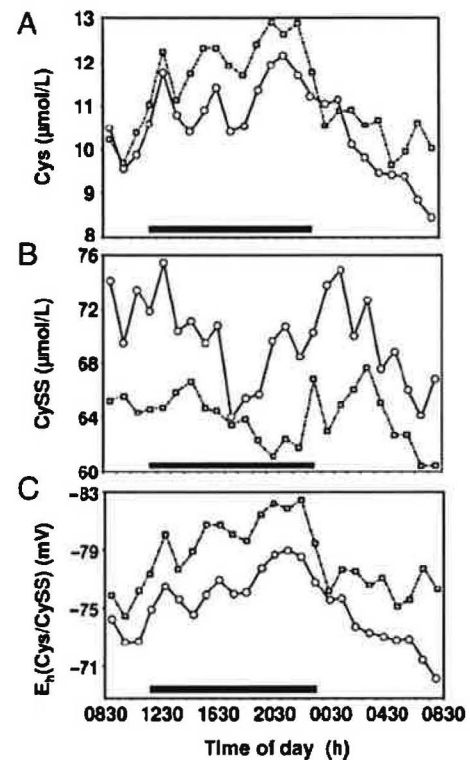 A
Cys (µmol/L)
13
12
11
10
9
8
B
CySS (µmol/L)
76
72
68
64
60
C
Eh(Cys/CySS) (mV)
−83
−79
−75
−71
0830 1230 1630 2030 0030 0430 0830
Time of day (h)